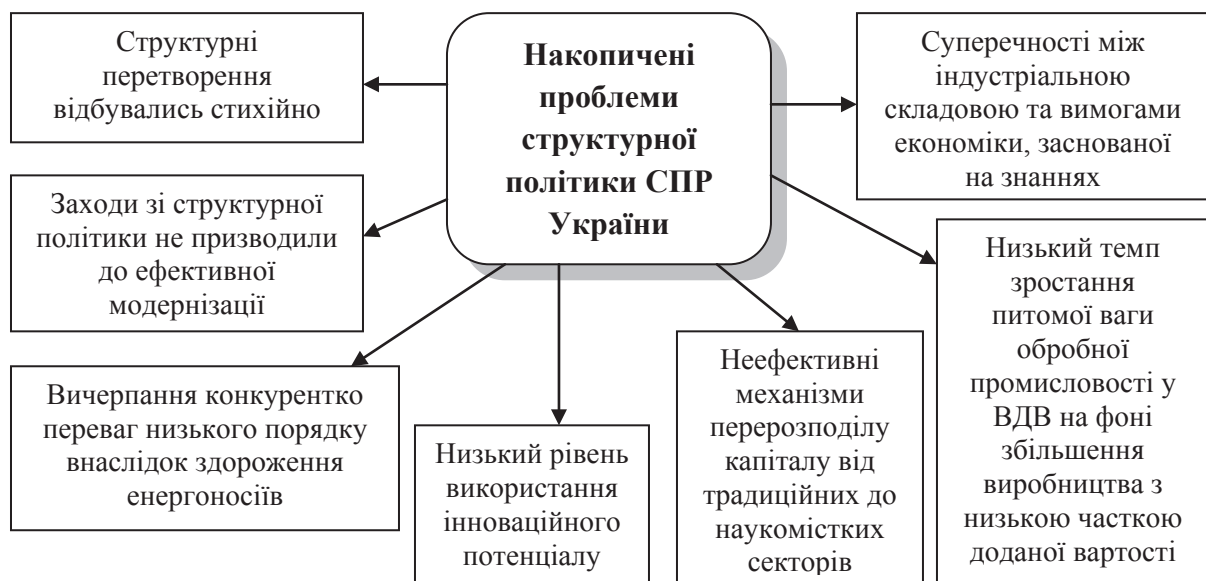 Накопичені
проблеми
структурної
політики СПР
України
Структурні
перетворення
відбувались стихійно
Заходи зі структурної
політики не призводили
до ефективної
модернізації
Вичерпання конкурентко
переваг низького порядку
внаслідок здороження
енергоносіїв
Низький рівень
використання
інноваційного
потенціалу
Неефективні
механізми
перерозподілу
капіталу від
традиційних до
наукомістких
секторів
Низький темп
зростання
питомої ваги
обробної
промисловості у
ВДВ на фоні
збільшення
виробництва з
низькою часткою
доданої вартості
Суперечності між
індустріальною
складовою та вимогами
економіки, заснованої
на знаннях